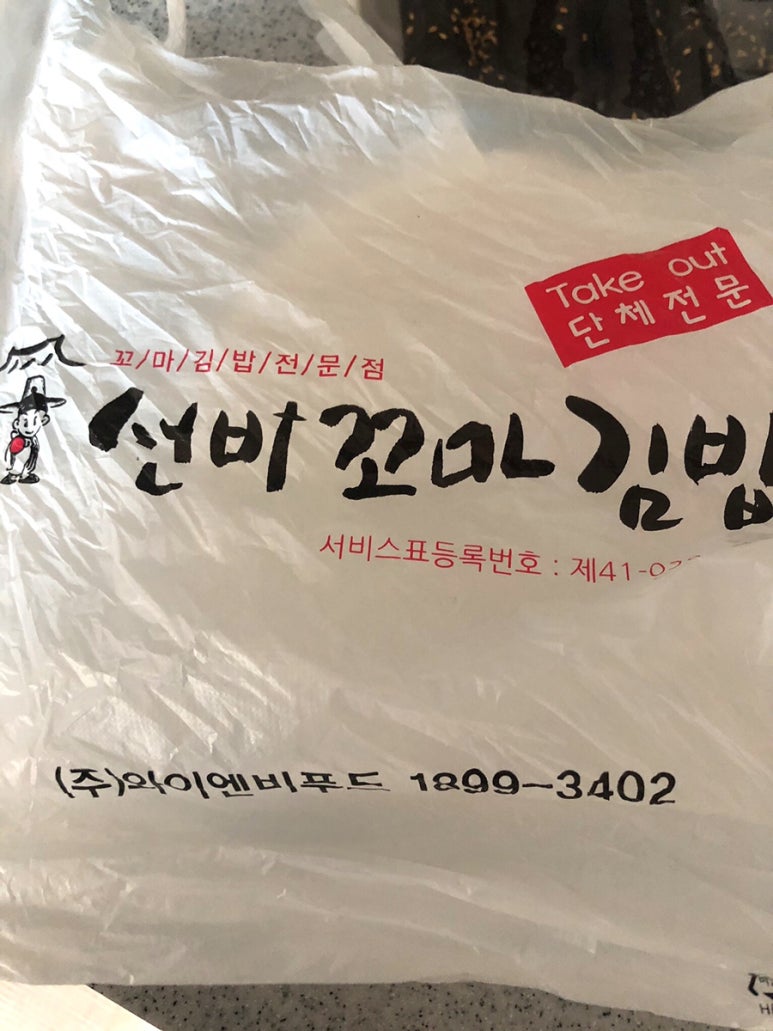 Take out
단체전문
꼬/마/김/밥/전/문/점
선비꼬마김밥
서비스표등록번호 : 제41-0
(주)와이엔비푸드 1899-3402